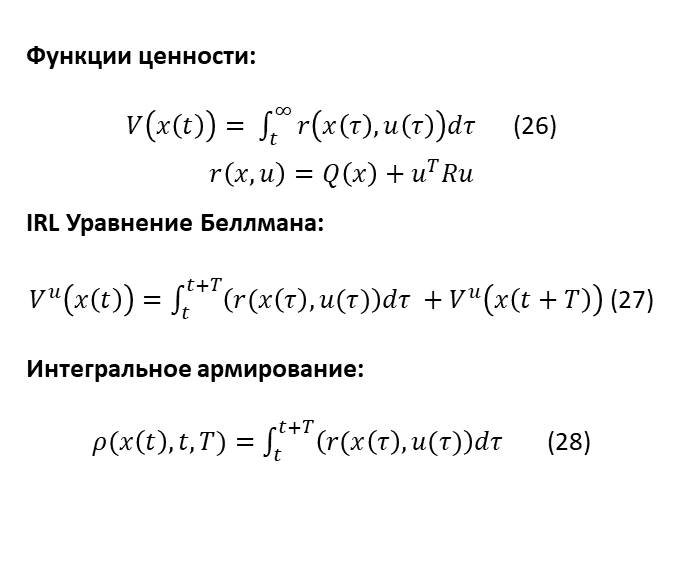 Функции ценности:
V(x(t)) = ∫_t^∞ r(x(τ), u(τ))dτ (26)
r(x, u) = Q(x) + u^T Ru
IRL Уравнение Беллмана:
V^u(x(t)) = ∫_t^{t+T} (r(x(τ), u(τ))dτ + V^u(x(t + T)) (27)
Интегральное армирование:
ρ(x(t), t, T) = ∫_t^{t+T} (r(x(τ), u(τ))dτ (28)